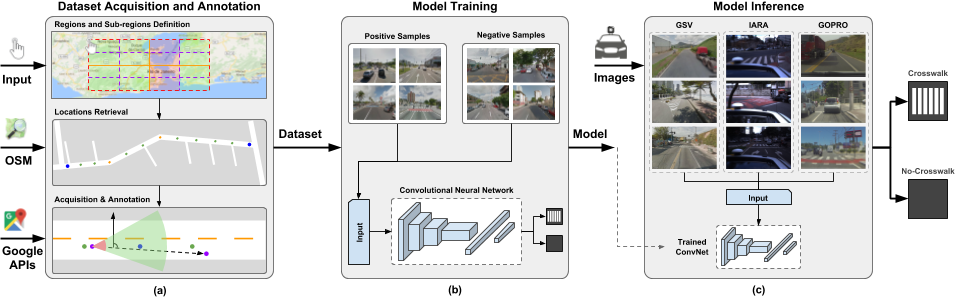 Dataset Acquisition and Annotation
Regions and Sub-regions Definition
Input
Locations Retrieval
OSM
Acquisition & Annotation
Google
APIs
(a)
Dataset
Model Training
Positive Samples
Negative Samples
Convolutional Neural Network
Input
(b)
Model
Model Inference
Images
GSV
IARA
GOPRO
Input
Trained
ConvNet
(c)
Crosswalk
No-Crosswalk